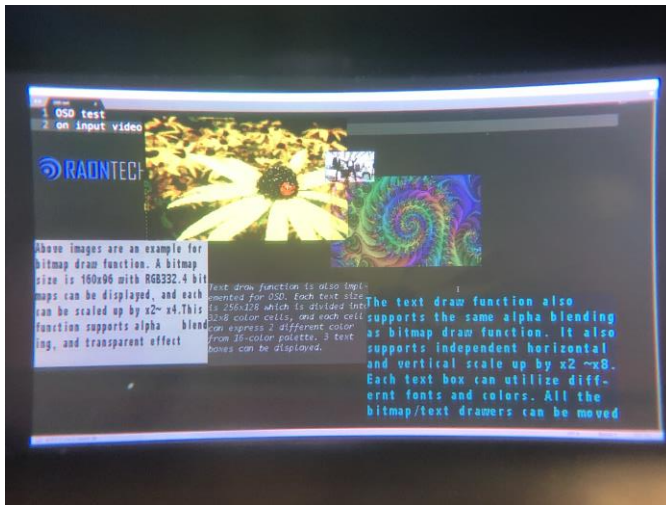 1 OSD test
2 on input video
RAONTECH
Above images are an example for
bitmap draw function. A bitmap
size is 160x96 with RGB332.4 bit
maps can be displayed, and each
can be scaled up by x2~ x4.This
function supports alpha blend
ing, and transparent effect
Text draw function is also impl-
emented for OSD. Each text size
is 256x128 which is divided into
32x8 color cells, and each cell
can express 2 different color
from 16-color palette. 3 text
boxes can be displayed.
The text draw function also
supports the same alpha blending
as bitmap draw function. It also
supports independent horizontal
and vertical scale up by x2 ~x8.
Each text box can utilize diff-
ernt fonts and colors. All the
bitmap/text drawers can be moved